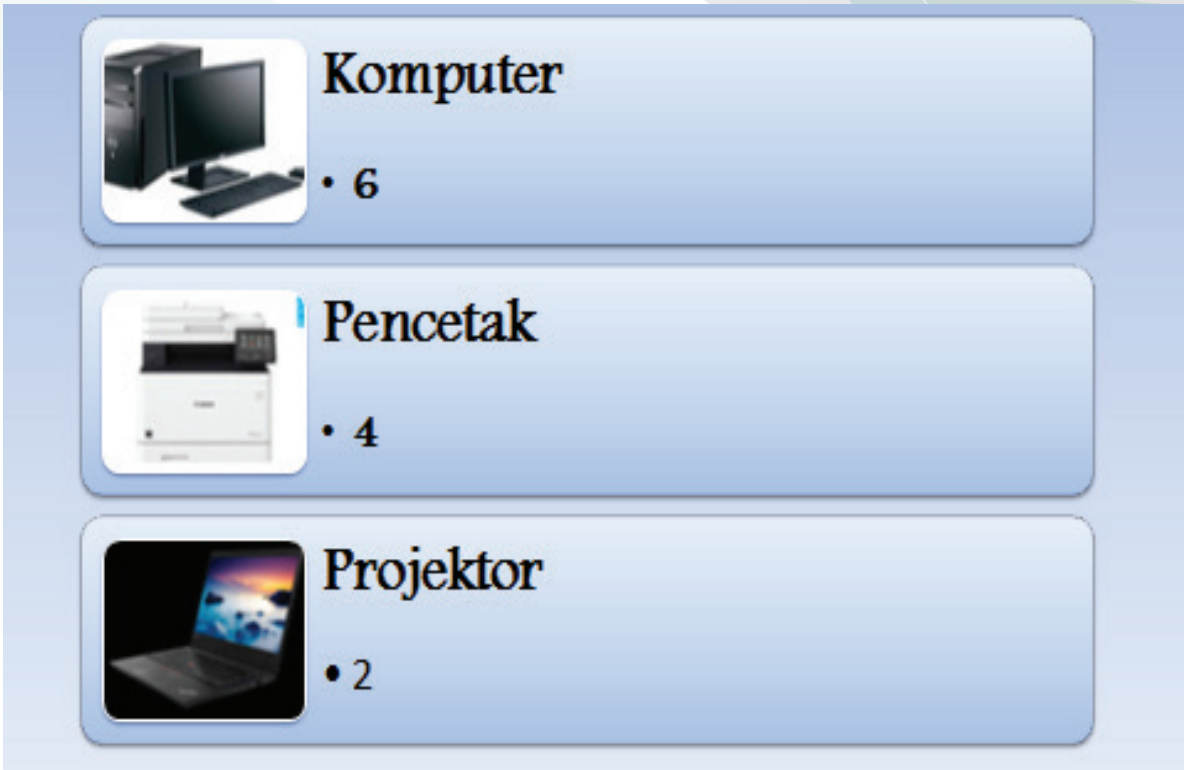 Komputer
• 6
Pencetak
• 4
Projektor
• 2